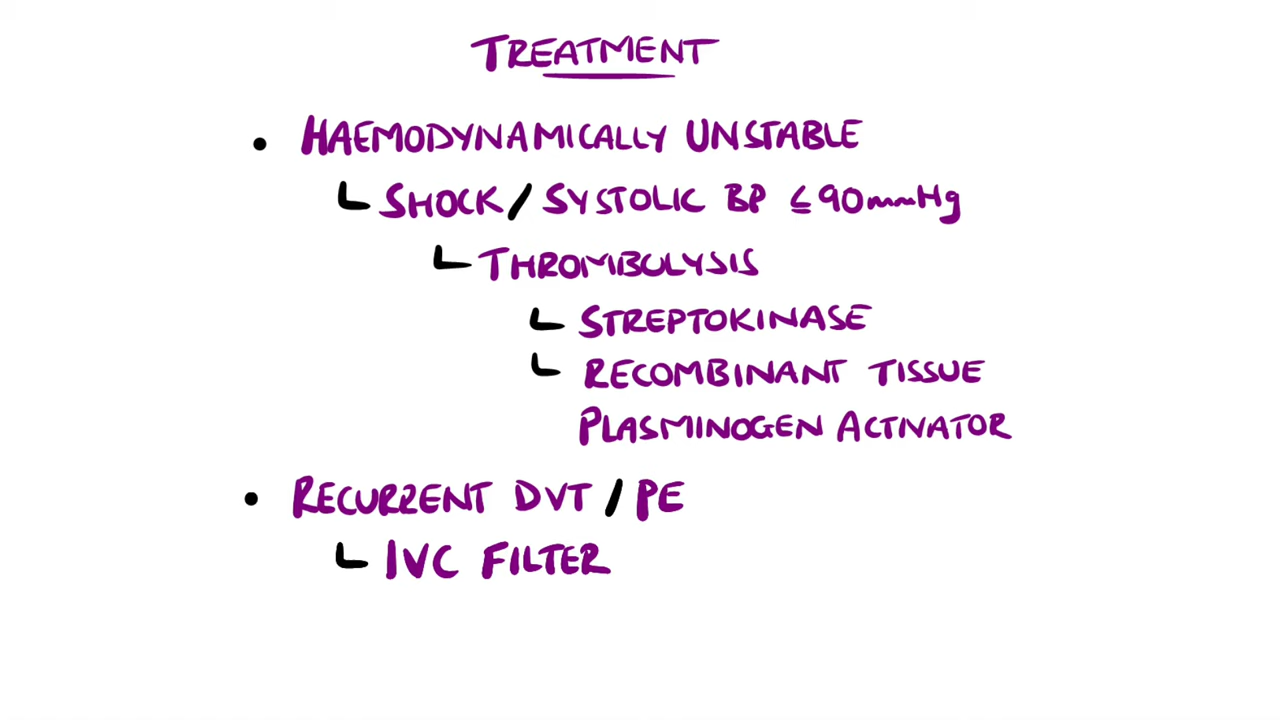 TREATMENT
• HAEMODYNAMICALLY UNSTABLE
SHOCK / SYSTOLIC BP ≤90mmHg
THROMBOLYSIS
STREPTOKINASE
RECOMBINANT TISSUE
PLASMINOGEN ACTIVATOR
• RECURRENT DVT / PE
IVC FILTER